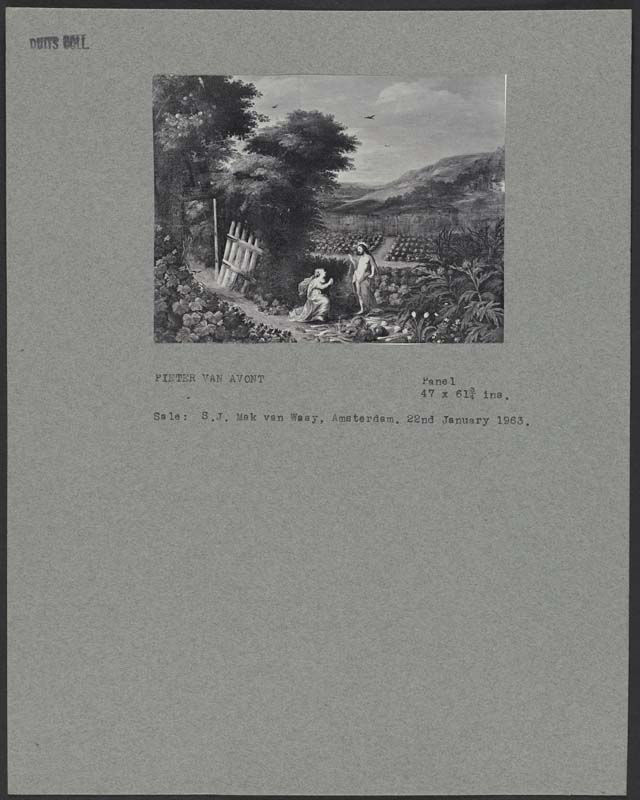 DUITS COLL.
PIETER VAN AVONT
Panel
47 x 61¾ ins.
Sale: S.J. Mak van Waay, Amsterdam. 22nd January 1963.